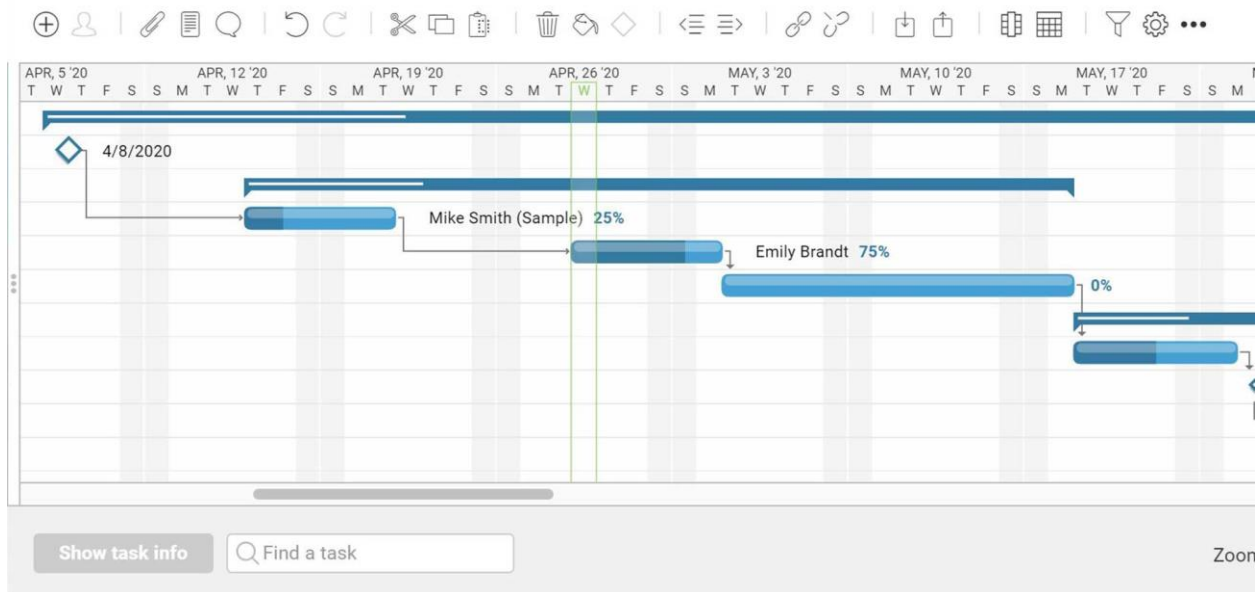 APR, 5 '20 APR, 12 '20 APR, 19 '20 APR, 26 '20 MAY, 3 '20 MAY, 10 '20 MAY, 17 '20
T W T F S S M T W T F S S M T W T F S S M T W T F S S M T W T F S S M T W T F S S M T W T F S S M
4/8/2020
Mike Smith (Sample) 25%
Emily Brandt 75%
0%
Show task info Find a task Zoom